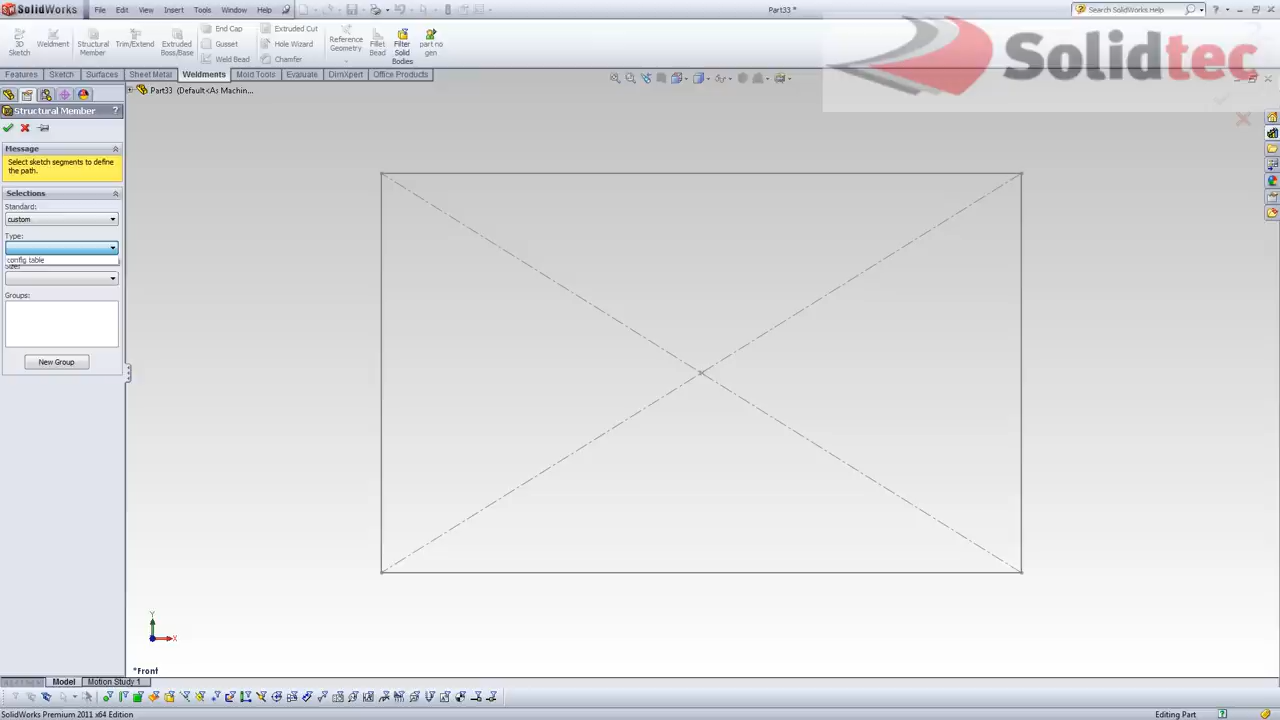 SolidWorks File Edit View Insert Tools Window Help Part33 * Search SolidWorks Help
3D Sketch
Weldment
Structural Member
Trim/Extend
Extruded Boss/Base
End Cap
Gusset
Weld Bead
Extruded Cut
Hole Wizard
Chamfer
Reference Geometry
Fillet Bead
Filter Solid Bodies
part no gen
Solidtec
Features Sketch Surfaces Sheet Metal Weldments Mold Tools Evaluate DimXpert Office Products
Part33 (Default<As Machin...
Structural Member ?
Message
Select sketch segments to define
the path.
Selections
Standard:
custom
Type:
config table
Size:
Groups:
New Group
Y
X
*Front
Model Motion Study 1
SolidWorks Premium 2011 x64 Edition Editing Part